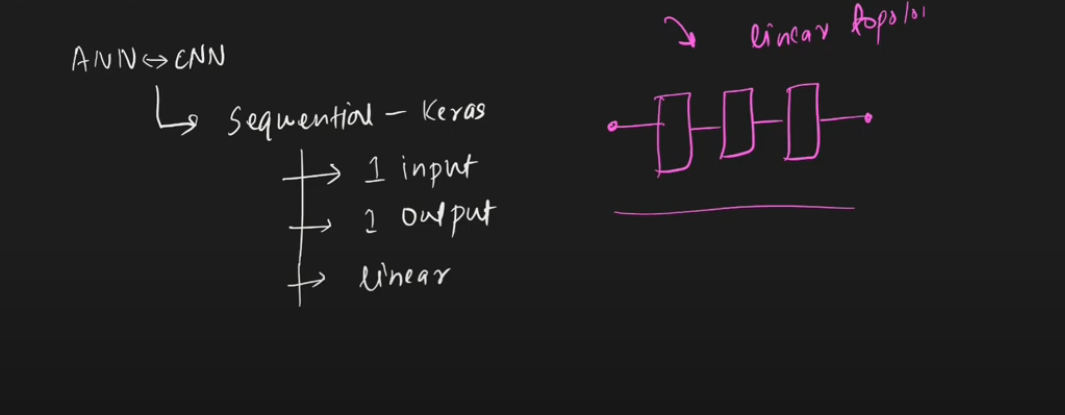 linear
ANN ↔ CNN
Sequential - Keras
1 input
1 output
linear